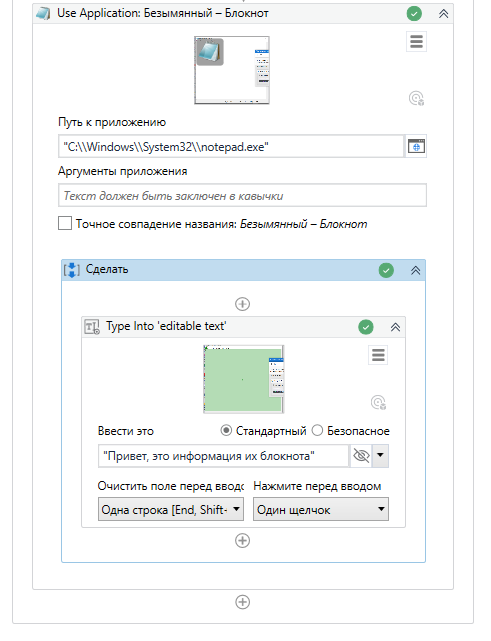 Use Application: Безымянный – Блокнот
Путь к приложению
"C:\\Windows\\System32\\notepad.exe"
Аргументы приложения
Текст должен быть заключен в кавычки
Точное совпадение названия: Безымянный – Блокнот
Сделать
Type Into 'editable text'
Ввести это
Стандартный
Безопасное
"Привет, это информация их блокнота"
Очистить поле перед вводо
Нажмите перед вводом
Одна строка [End, Shift-
Один щелчок